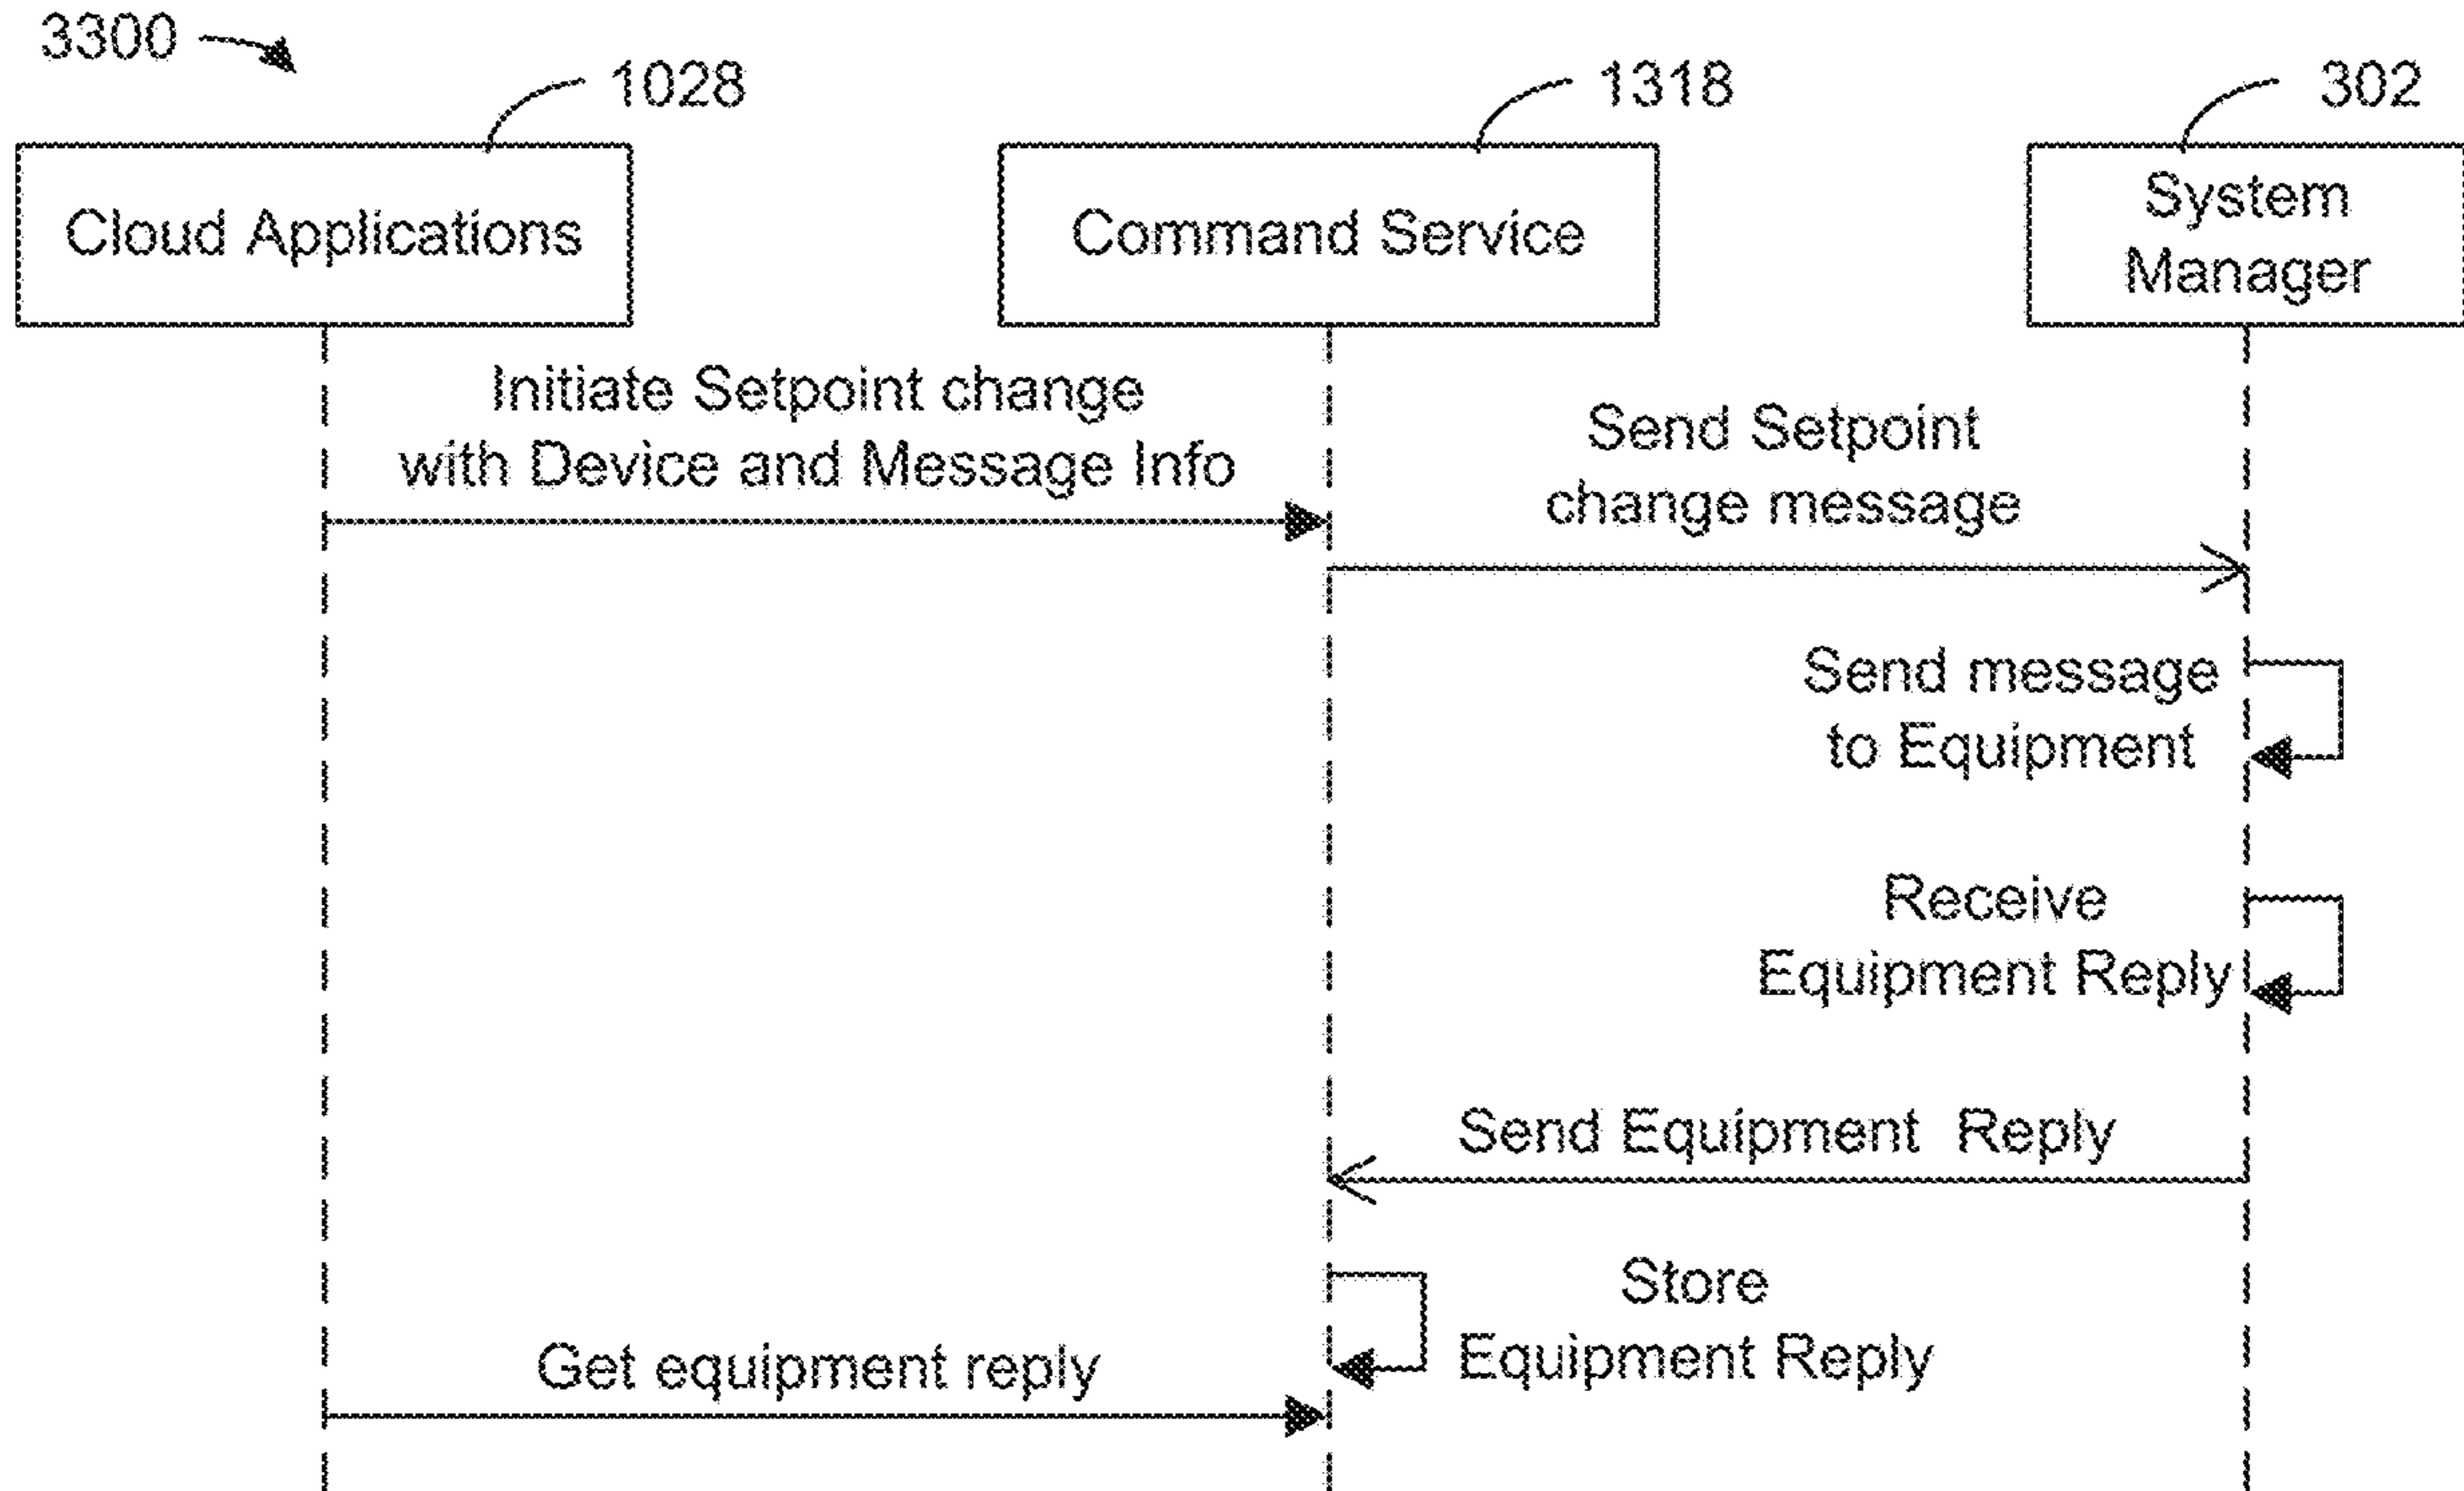 3300
1028
1318
302
Cloud Applications
Command Service
System
Manager
Initiate Setpoint change
with Device and Message Info
Send Setpoint
change message
Send message
to Equipment
Receive
Equipment Reply
Send Equipment Reply
Store
Equipment Reply
Get equipment reply